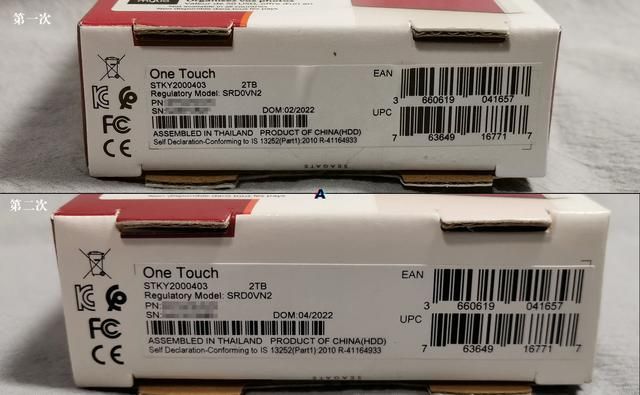 第一次
One Touch
STKY2000403 2TB
Regulatory Model: SRD0VN2
PN:
SN: DOM:02/2022
ASSEMBLED IN THAILAND PRODUCT OF CHINA(HDD)
Self Declaration-Conforming to IS 13252(Part1):2010 R-41164933
EAN
3 660619 041657
UPC
7 63649 16771 7
FC
CE
SEAGATE
A
第二次
One Touch
STKY2000403 2TB
Regulatory Model: SRD0VN2
PN:
SN: DOM:04/2022
ASSEMBLED IN THAILAND PRODUCT OF CHINA(HDD)
Self Declaration-Conforming to IS 13252(Part1):2010 R-41164933
EAN
3 660619 041657
UPC
7 63649 16771 7
FC
CE
SEAGATE